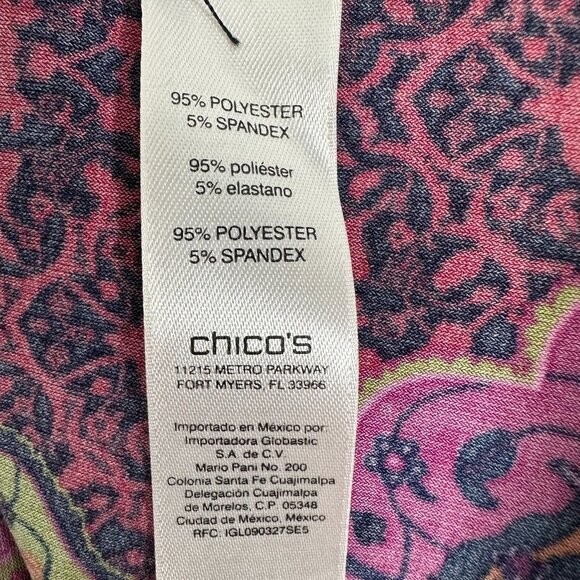 95% POLYESTER
5% SPANDEX
95% poliéster
5% elastano
95% POLYESTER
5% SPANDEX
chico's
11215 METRO PARKWAY
FORT MYERS, FL 33966
Importado en México por:
Importadora Globastic
S.A. de C.V.
Mario Pani No. 200
Colonia Santa Fe Cuajimalpa
Delegación Cuajimalpa
de Morelos, C.P. 05348
Ciudad de México, México
RFC: IGL090327SE5